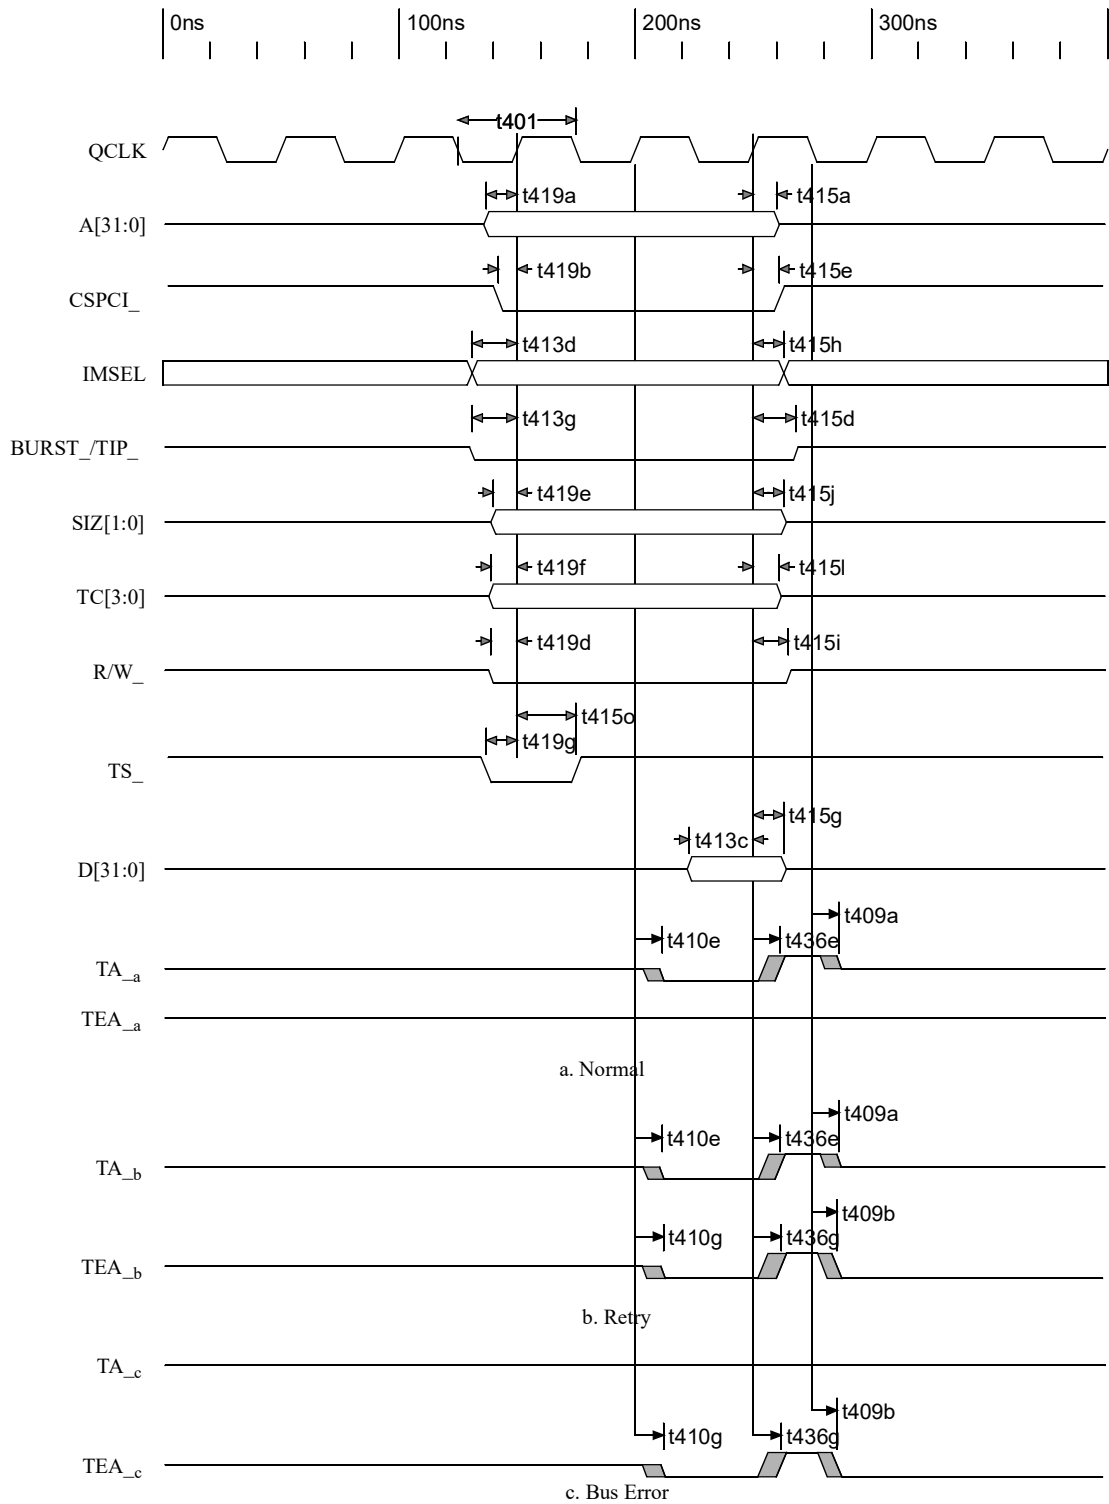 0ns 100ns 200ns 300ns
t401
QCLK
t419a t415a
A[31:0]
t419b t415e
CSPCI_
t413d t415h
IMSEL
t413g t415d
BURST_/TIP_
t419e t415j
SIZ[1:0]
t419f t415l
TC[3:0]
t419d t415i
R/W_
t415o
t419g
TS_
t415g
t413c
D[31:0]
t409a
t410e t436e
TA_a
TEA_a
a. Normal
t409a
t410e t436e
TA_b
t409b
t410g t436g
TEA_b
b. Retry
TA_c
t409b
t410g t436g
TEA_c
c. Bus Error